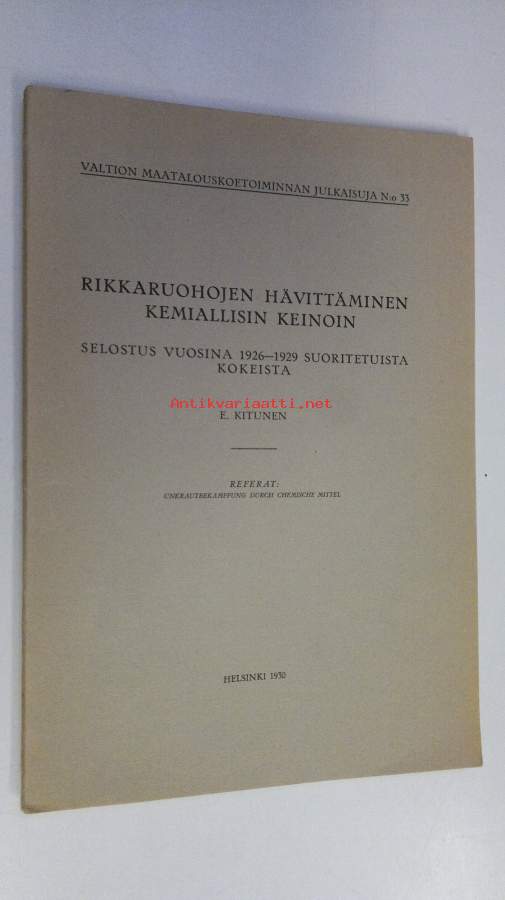 VALTION MAATALOUSKOETOIMINNAN JULKAISUJA N:o 33
RIKKARUOHOJEN HÄVITTÄMINEN
KEMIALLISIN KEINOIN
SELOSTUS VUOSINA 1926—1929 SUORITETUISTA
KOKEISTA
Antikvariaatti.net
E. KITUNEN
REFERAT:
UNKRAUTBEKÄMPFUNG DURCH CHEMISCHE MITTEL
HELSINKI 1930